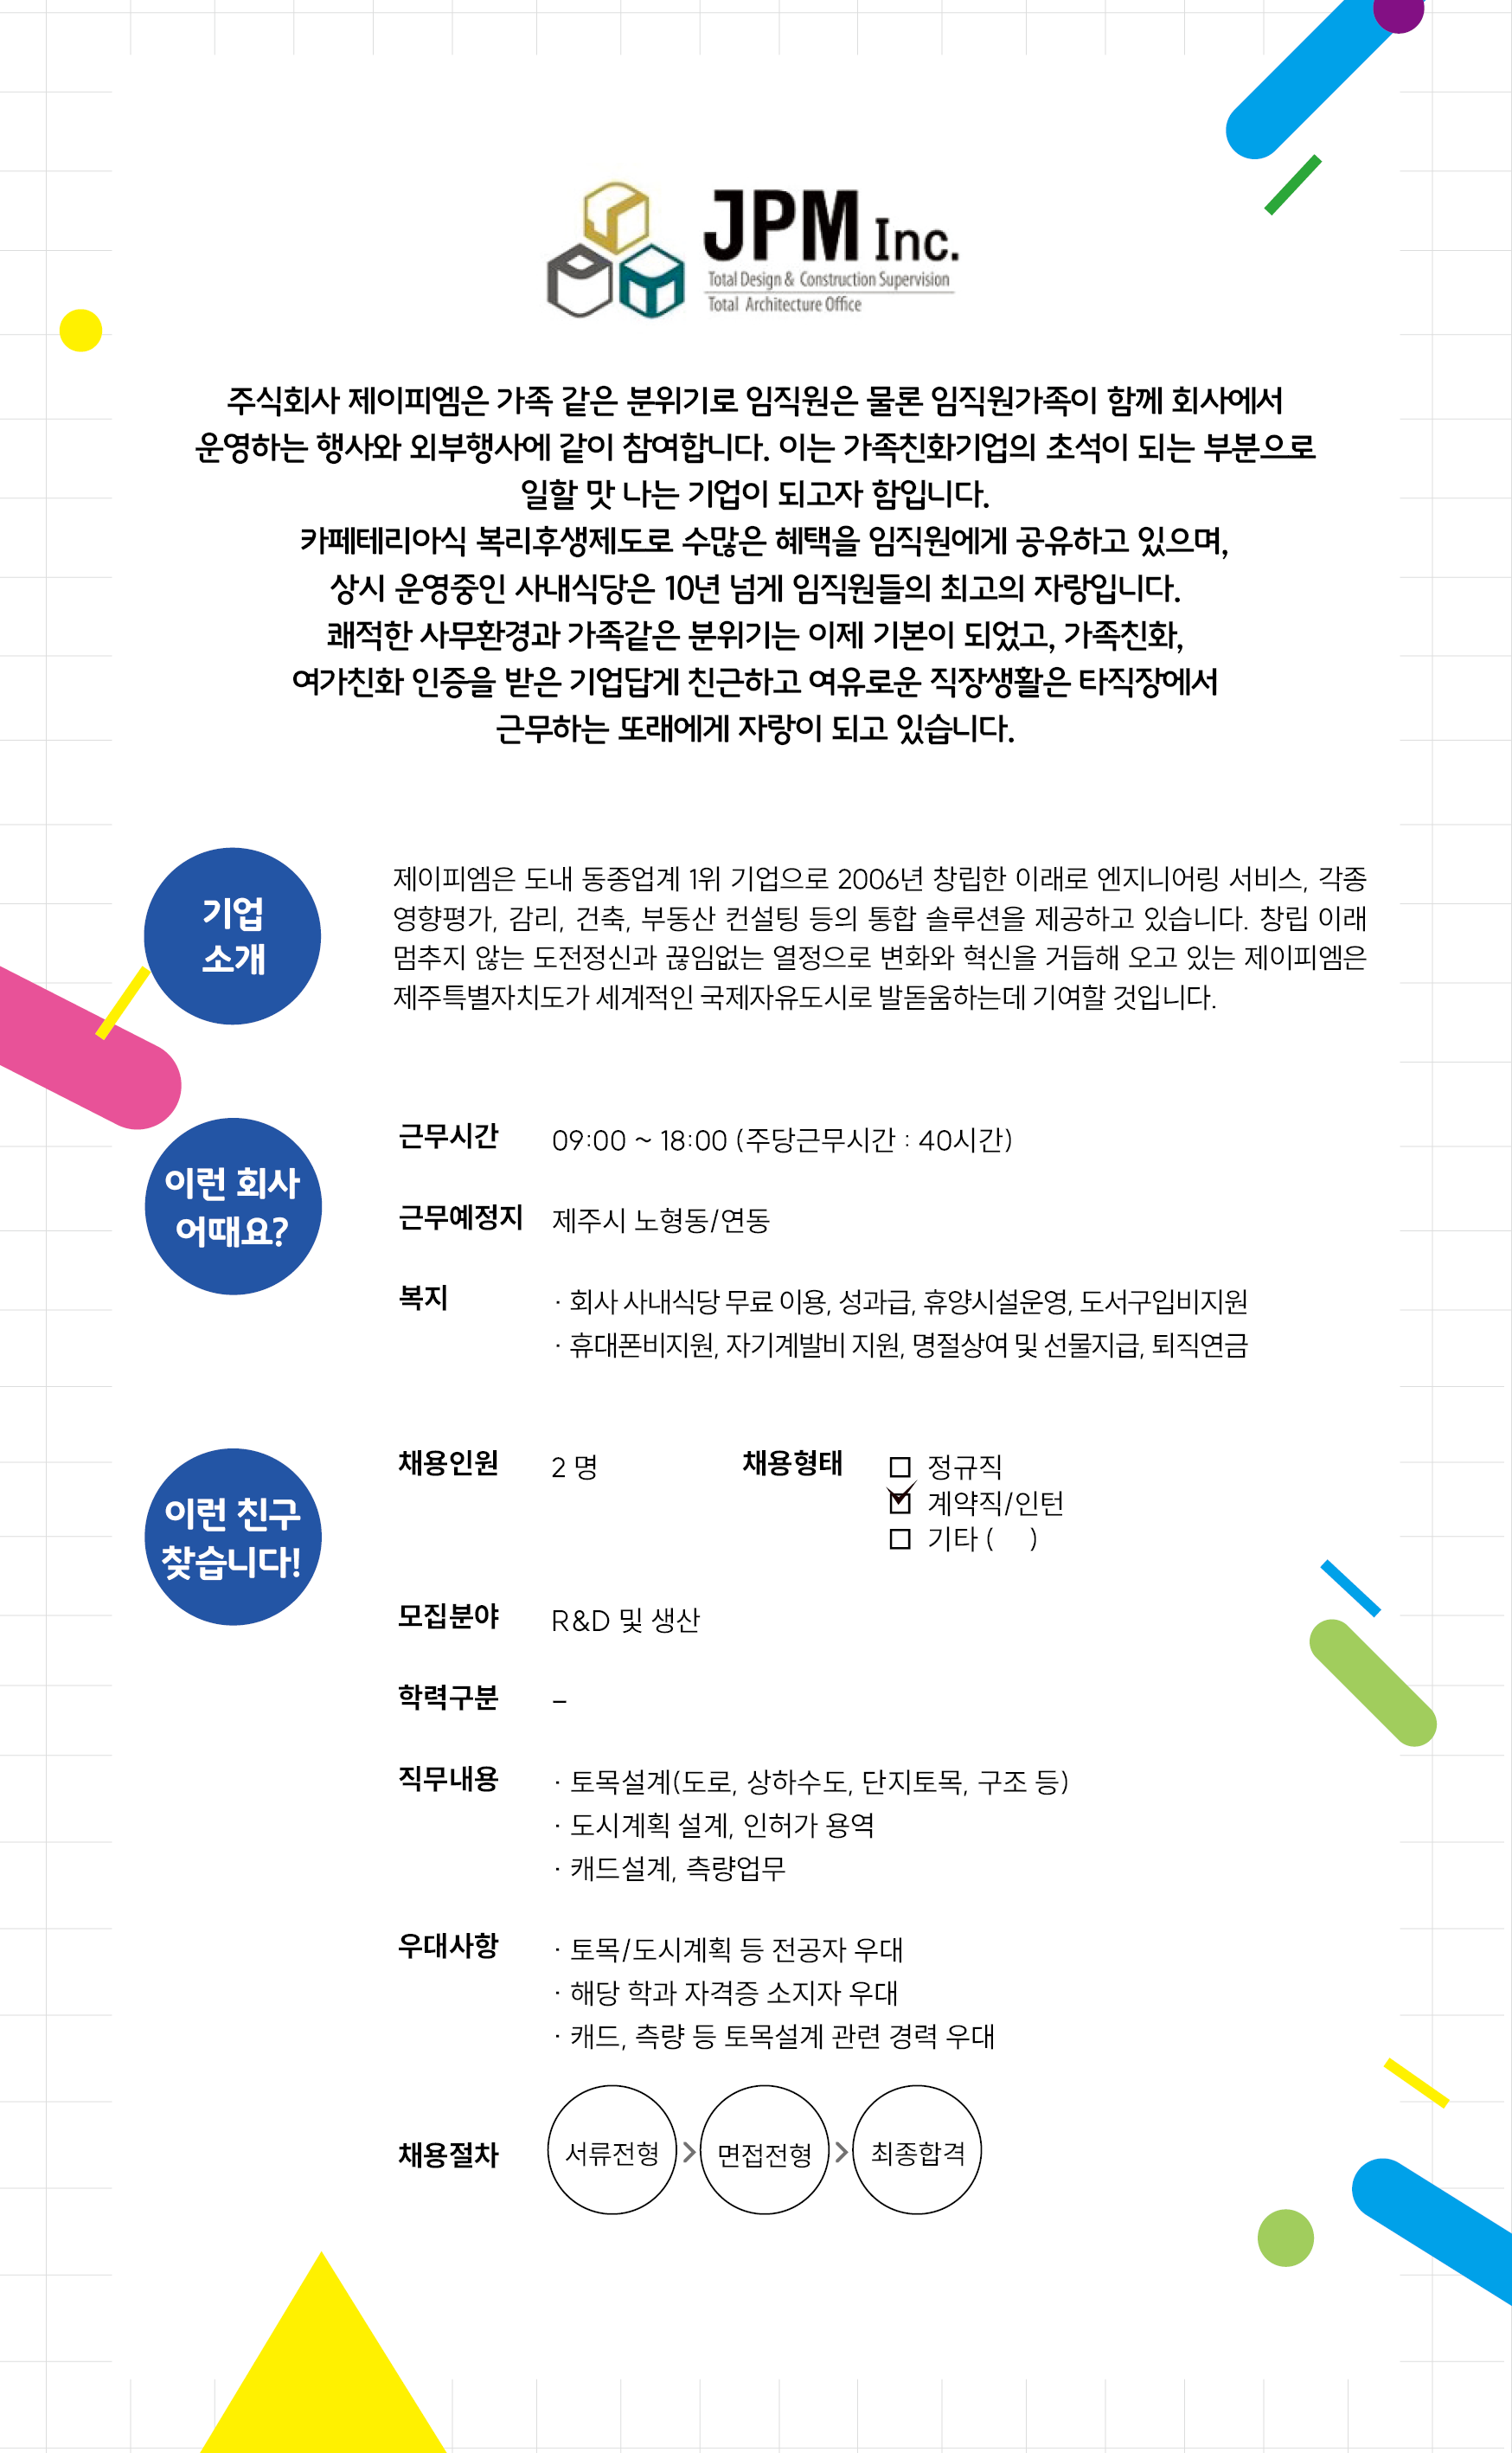 JPM Inc.
Total Design & Construction Supervision
Total Architecture Office
주식회사 제이피엠은 가족 같은 분위기로 임직원은 물론 임직원가족이 함께 회사에서
운영하는 행사와 외부행사에 같이 참여합니다. 이는 가족친화기업의 초석이 되는 부분으로
일할 맛 나는 기업이 되고자 함입니다.
카페테리아식 복리후생제도로 수많은 혜택을 임직원에게 공유하고 있으며,
상시 운영중인 사내식당은 10년 넘게 임직원들의 최고의 자랑입니다.
쾌적한 사무환경과 가족같은 분위기는 이제 기본이 되었고, 가족친화,
여가친화 인증을 받은 기업답게 친근하고 여유로운 직장생활은 타직장에서
근무하는 또래에게 자랑이 되고 있습니다.
기업
소개
제이피엠은 도내 동종업계 1위 기업으로 2006년 창립한 이래로 엔지니어링 서비스, 각종
영향평가, 감리, 건축, 부동산 컨설팅 등의 통합 솔루션을 제공하고 있습니다. 창립 이래
멈추지 않는 도전정신과 끊임없는 열정으로 변화와 혁신을 거듭해 오고 있는 제이피엠은
제주특별자치도가 세계적인 국제자유도시로 발돋움하는데 기여할 것입니다.
이런 회사
어때요?
근무시간 09:00 ~ 18:00 (주당근무시간 : 40시간)
근무예정지 제주시 노형동/연동
복지 · 회사 사내식당 무료 이용, 성과급, 휴양시설운영, 도서구입비지원
· 휴대폰비지원, 자기계발비 지원, 명절상여 및 선물지급, 퇴직연금
이런 친구
찾습니다!
채용인원 2 명 채용형태 □ 정규직
☑ 계약직/인턴
□ 기타 ( )
모집분야 R&D 및 생산
학력구분 –
직무내용 · 토목설계(도로, 상하수도, 단지토목, 구조 등)
· 도시계획 설계, 인허가 용역
· 캐드설계, 측량업무
우대사항 · 토목/도시계획 등 전공자 우대
· 해당 학과 자격증 소지자 우대
· 캐드, 측량 등 토목설계 관련 경력 우대
채용절차 서류전형 > 면접전형 > 최종합격